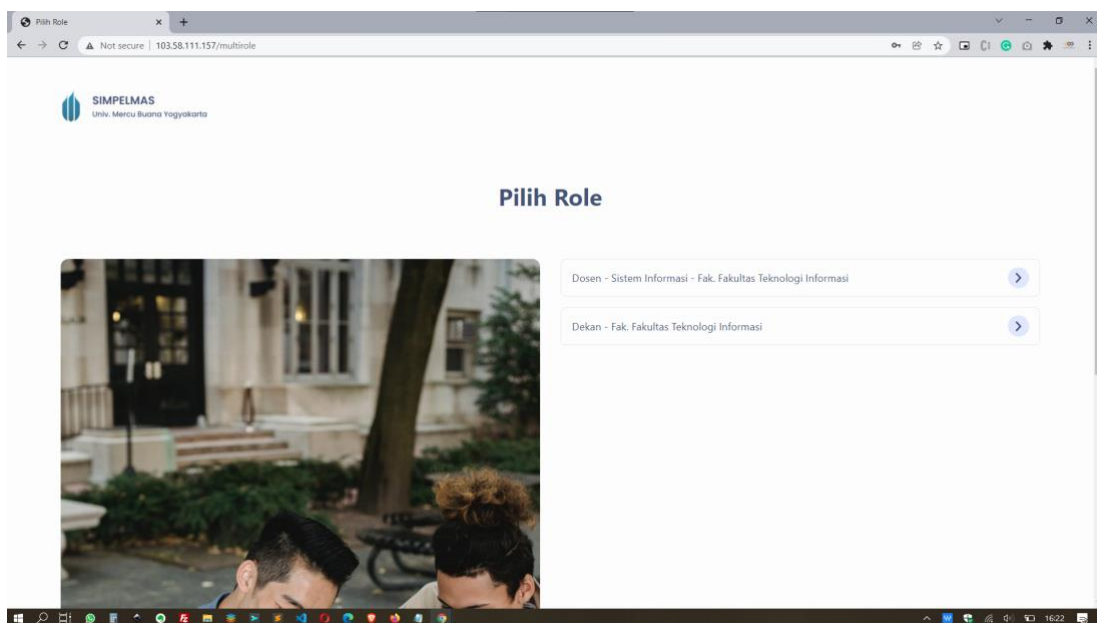 Pilih Role
Not secure | 103.58.111.157/multirole
SIMPELMAS
Univ. Mercu Buana Yogyakarta
Pilih Role
Dosen - Sistem Informasi - Fak. Fakultas Teknologi Informasi
Dekan - Fak. Fakultas Teknologi Informasi
16:22